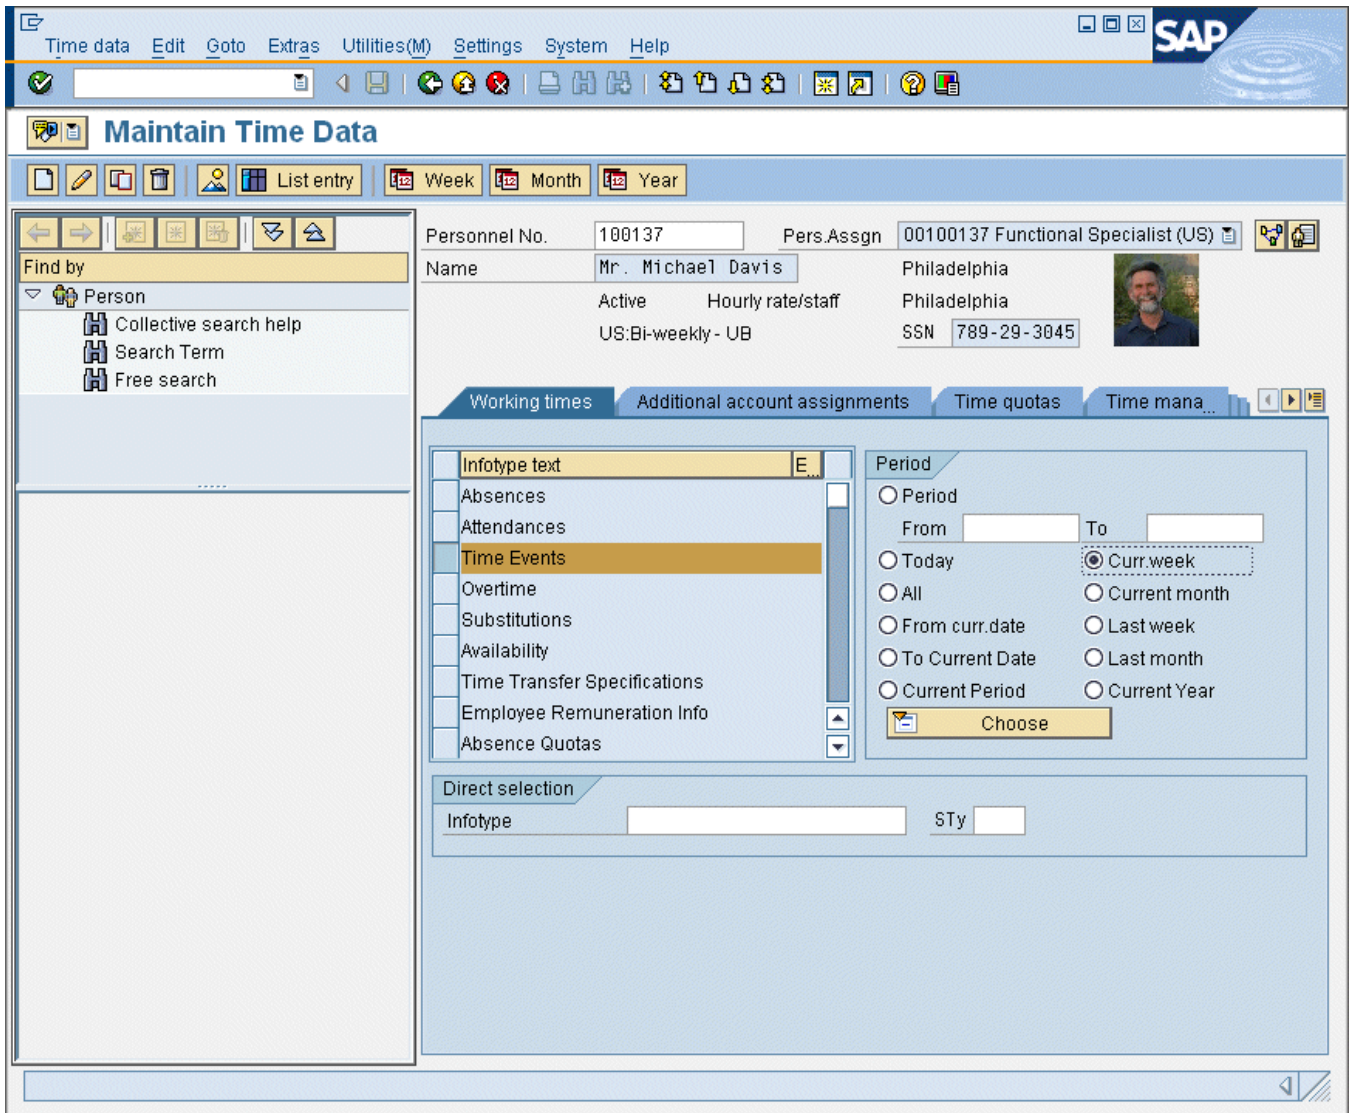 Time data Edit Goto Extras Utilities(M) Settings System Help
SAP
Maintain Time Data
List entry Week Month Year
Find by
Person
Collective search help
Search Term
Free search
Personnel No. 100137 Pers.Assgn 00100137 Functional Specialist (US)
Name Mr. Michael Davis Philadelphia
Active Hourly rate/staff Philadelphia
US:Bi-weekly - UB SSN 789-29-3045
Working times Additional account assignments Time quotas Time mana...
Infotype text E...
Absences
Attendances
Time Events
Overtime
Substitutions
Availability
Time Transfer Specifications
Employee Remuneration Info
Absence Quotas
Period
Period
From To
Today Curr.week
All Current month
From curr.date Last week
To Current Date Last month
Current Period Current Year
Choose
Direct selection
Infotype STy